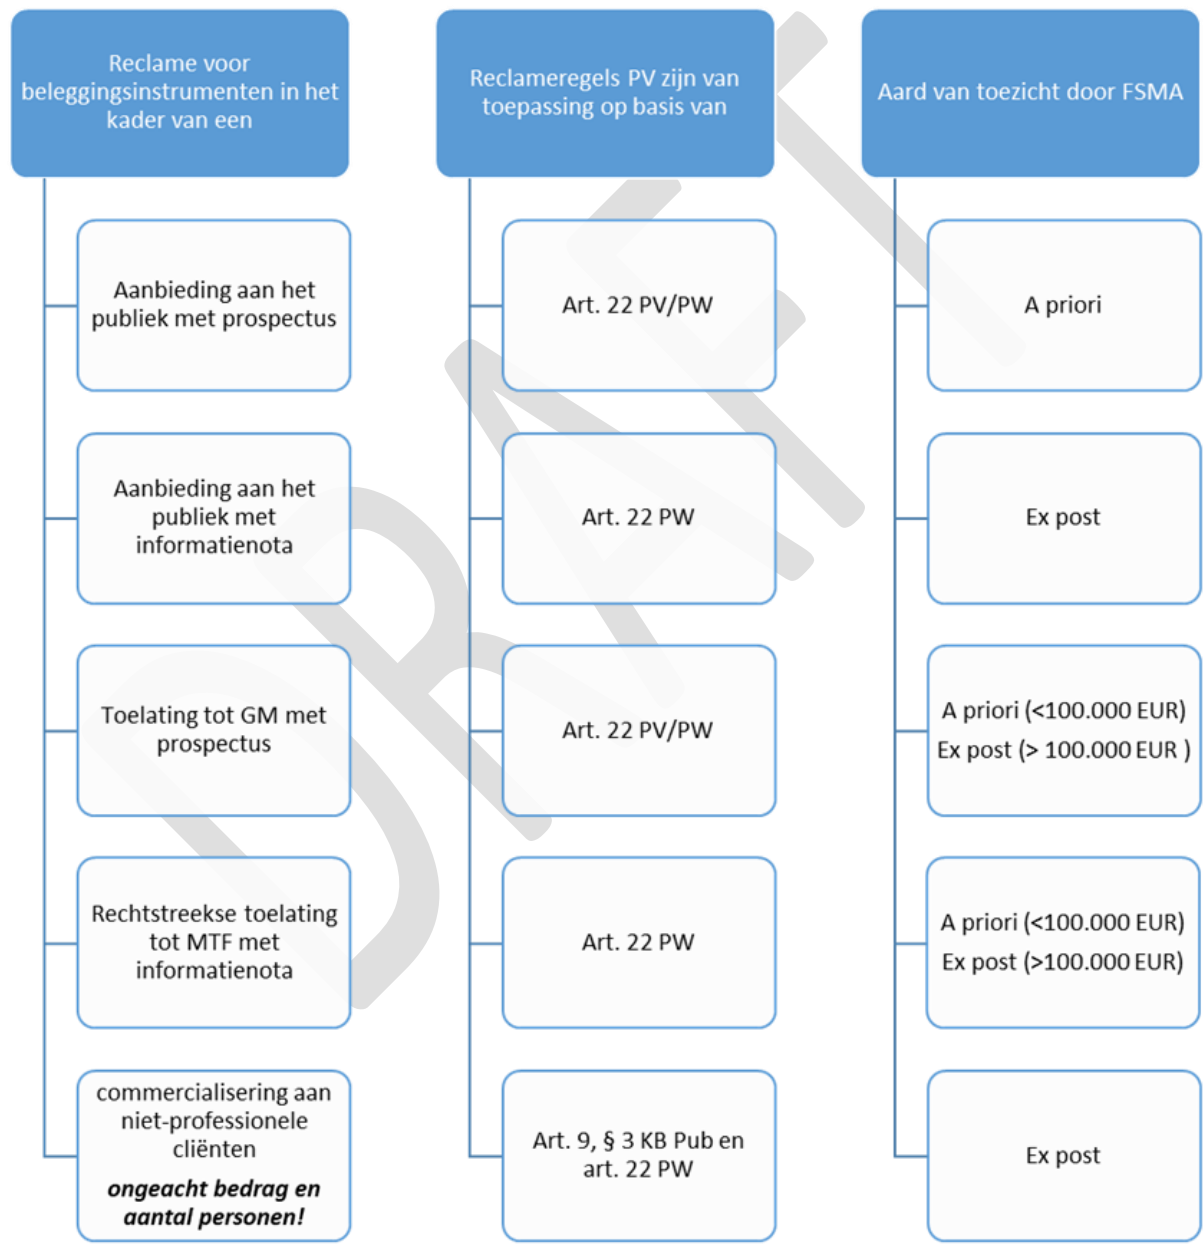 Reclame voor
beleggingsinstrumenten in het
kader van een
Reclameregels PV zijn van
toepassing op basis van
Aard van toezicht door FSMA
Aanbieding aan het
publiek met prospectus
Art. 22 PV/PW
A priori
Aanbieding aan het
publiek met
informatienota
Art. 22 PW
Ex post
Toelating tot GM met
prospectus
Art. 22 PV/PW
A priori (<100.000 EUR)
Ex post (> 100.000 EUR )
Rechtstreekse toelating
tot MTF met
informatienota
Art. 22 PW
A priori (<100.000 EUR)
Ex post (>100.000 EUR)
commercialisering aan
niet-professionele
cliënten
ongeacht bedrag en
aantal personen!
Art. 9, § 3 KB Pub en
art. 22 PW
Ex post
DRAFT